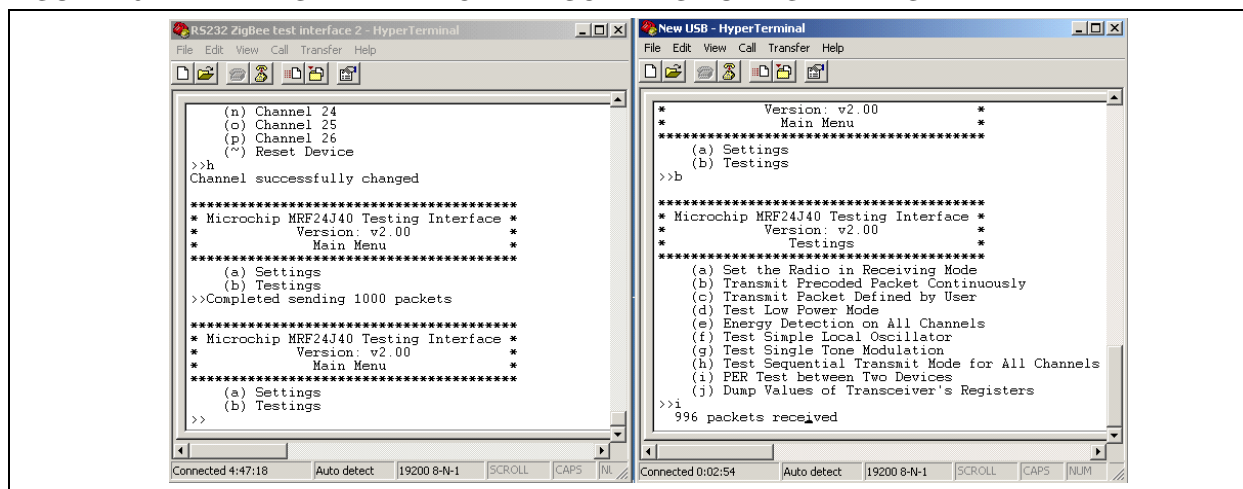 RS232 ZigBee test interface 2 - HyperTerminal
File Edit View Call Transfer Help
(n) Channel 24
(o) Channel 25
(p) Channel 26
(~) Reset Device
>>h
Channel successfully changed
*****************************************
* Microchip MRF24J40 Testing Interface *
* Version: v2.00 *
* Main Menu *
*****************************************
(a) Settings
(b) Testings
>>Completed sending 1000 packets
*****************************************
* Microchip MRF24J40 Testing Interface *
* Version: v2.00 *
* Main Menu *
*****************************************
(a) Settings
(b) Testings
>>
Connected 4:47:18 Auto detect 19200 8-N-1 SCROLL CAPS
New USB - HyperTerminal
File Edit View Call Transfer Help
* Version: v2.00 *
* Main Menu *
*****************************************
(a) Settings
(b) Testings
>>b
*****************************************
* Microchip MRF24J40 Testing Interface *
* Version: v2.00 *
* Testings *
*****************************************
(a) Set the Radio in Receiving Mode
(b) Transmit Precoded Packet Continuously
(c) Transmit Packet Defined by User
(d) Test Low Power Mode
(e) Energy Detection on All Channels
(f) Test Simple Local Oscillator
(g) Test Single Tone Modulation
(h) Test Sequential Transmit Mode for All Channels
(i) PER Test between Two Devices
(j) Dump Values of Transceiver's Registers
>>i
996 packets received
Connected 0:02:54 Auto detect 19200 8-N-1 SCROLL CAPS NUM